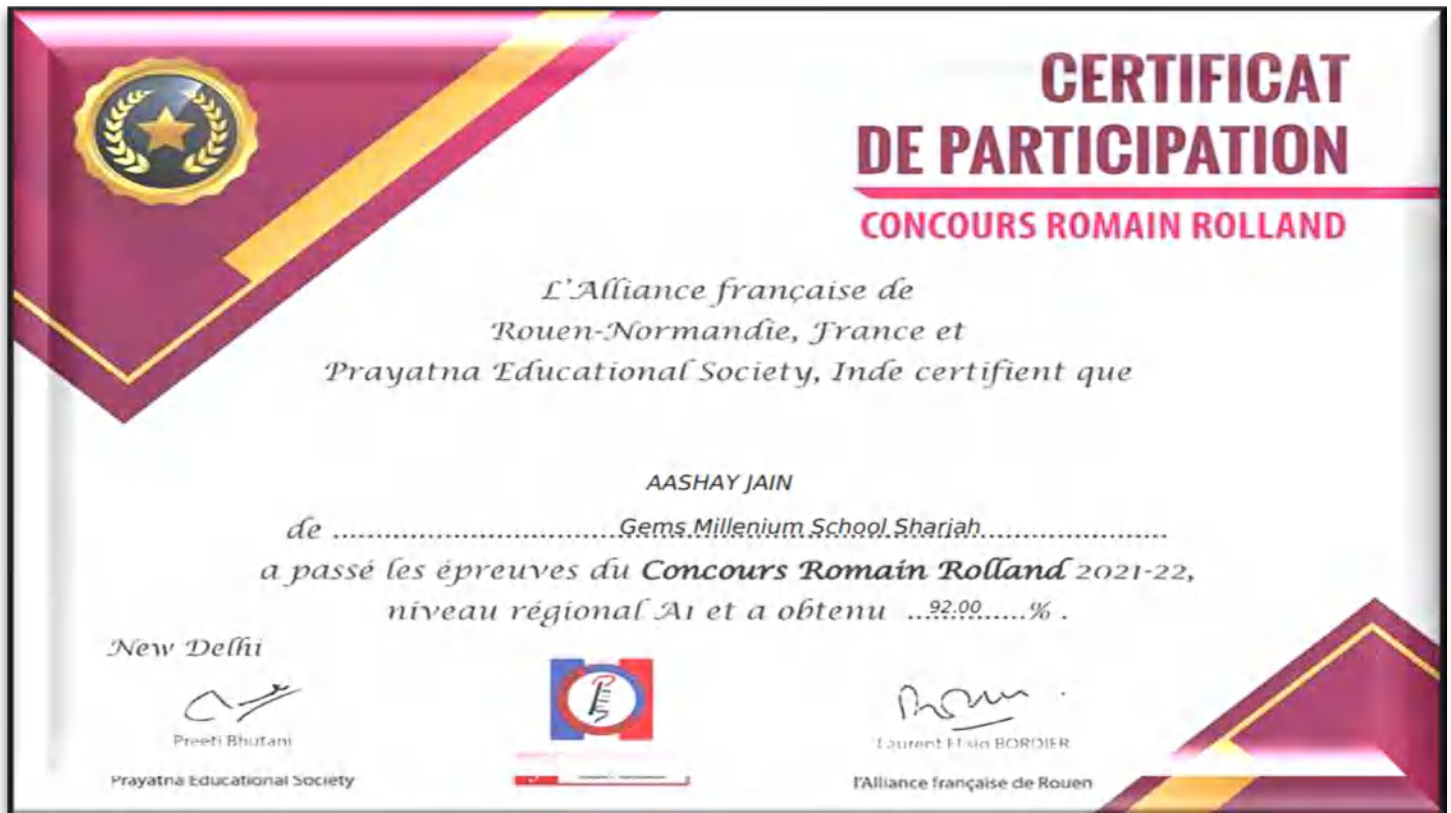 CERTIFICAT
DE PARTICIPATION
CONCOURS ROMAIN ROLLAND
L'Alliance française de
Rouen-Normandie, France et
Prayatna Educational Society, Inde certifient que
AASHAY JAIN
de ................................Gems Millenium School Sharjah.....................
a passé les épreuves du Concours Romain Rolland 2021-22,
niveau régional A1 et a obtenu ...92.00......% .
New Delhi
Preeti Bhutani
Prayatna Educational Society
Laurent BORDIER
l'Alliance française de Rouen